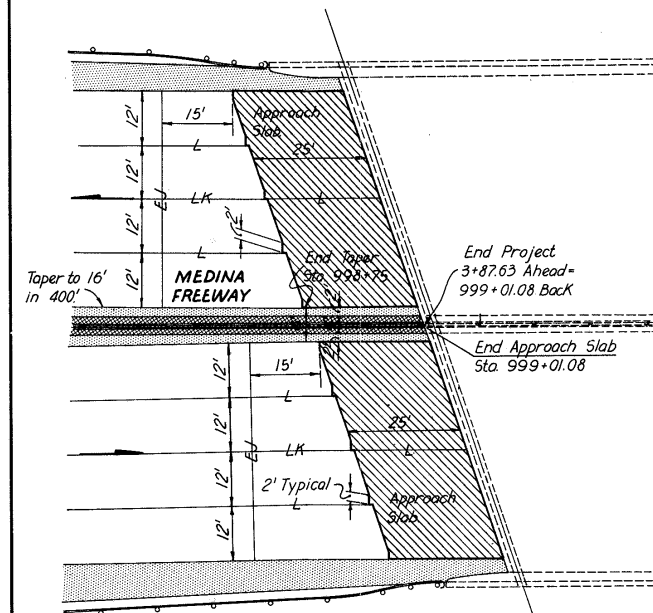 15'
Approach
Slab
12'
12'
12'
12'
L
25'
LK
L
EJ
2'
L
End Taper
Sta. 998+75
End Project
3+87.63 Ahead=
999+01.08 Back
Taper to 16'
in 400'
MEDINA
FREEWAY
2'
End Approach Slab
Sta. 999+01.08
15'
12'
12'
12'
12'
L
25'
LK
L
EJ
2' Typical
L
Approach
Slab